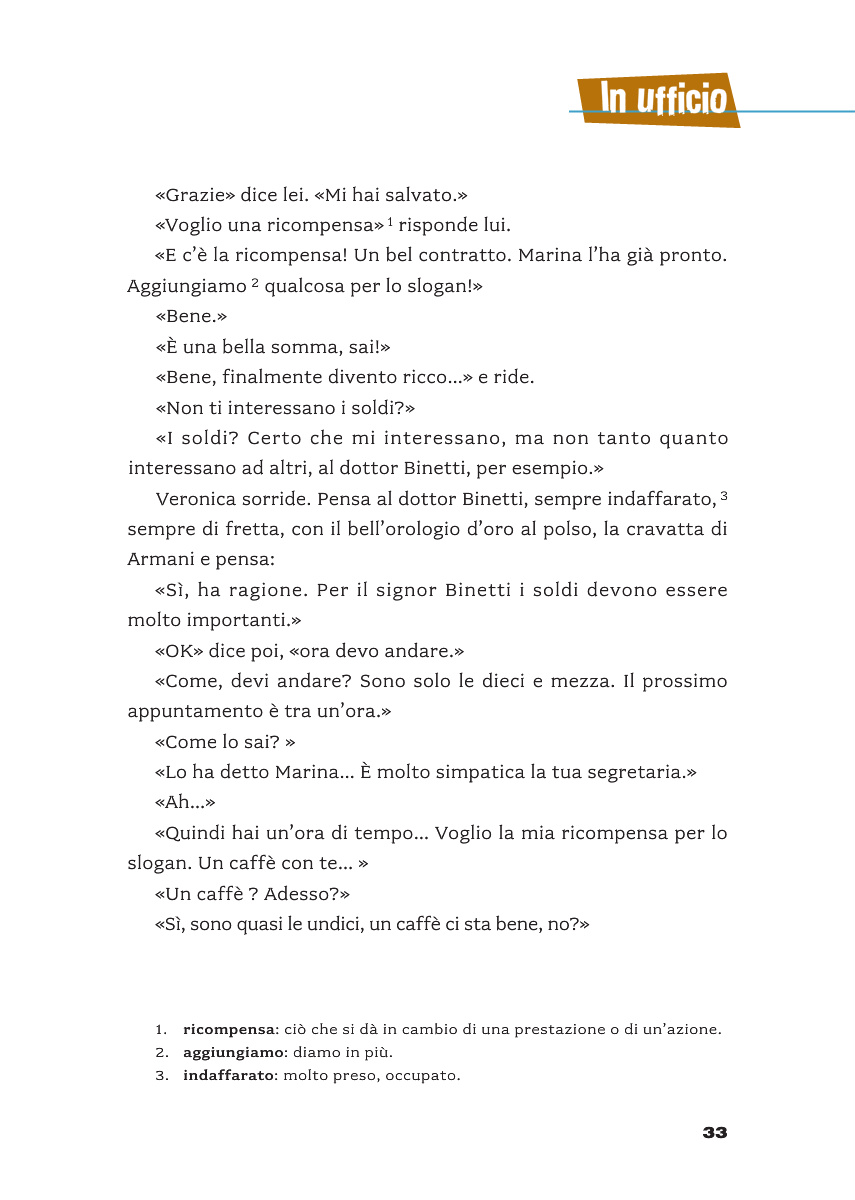 In ufficio
«Grazie» dice lei. «Mi hai salvato.»
«Voglio una ricompensa» 1 risponde lui.
«E c’è la ricompensa! Un bel contratto. Marina l’ha già pronto.
Aggiungiamo 2 qualcosa per lo slogan!»
«Bene.»
«È una bella somma, sai!»
«Bene, finalmente divento ricco...» e ride.
«Non ti interessano i soldi?»
«I soldi? Certo che mi interessano, ma non tanto quanto
interessano ad altri, al dottor Binetti, per esempio.»
Veronica sorride. Pensa al dottor Binetti, sempre indaffarato, 3
sempre di fretta, con il bell’orologio d’oro al polso, la cravatta di
Armani e pensa:
«Sì, ha ragione. Per il signor Binetti i soldi devono essere
molto importanti.»
«OK» dice poi, «ora devo andare.»
«Come, devi andare? Sono solo le dieci e mezza. Il prossimo
appuntamento è tra un’ora.»
«Come lo sai? »
«Lo ha detto Marina... È molto simpatica la tua segretaria.»
«Ah...»
«Quindi hai un’ora di tempo... Voglio la mia ricompensa per lo
slogan. Un caffè con te... »
«Un caffè ? Adesso?»
«Sì, sono quasi le undici, un caffè ci sta bene, no?»
1. ricompensa: ciò che si dà in cambio di una prestazione o di un’azione.
2. aggiungiamo: diamo in più.
3. indaffarato: molto preso, occupato.
33